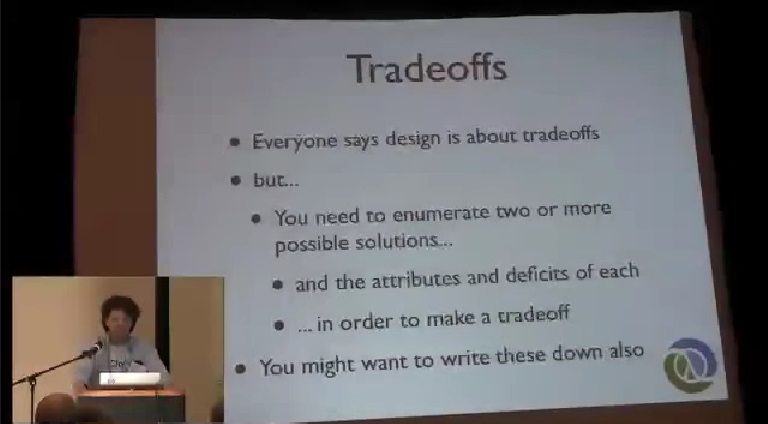 Tradeoffs
• Everyone says design is about tradeoffs
• but...
• You need to enumerate two or more
possible solutions...
• and the attributes and deficits of each
• ... in order to make a tradeoff
• You might want to write these down also